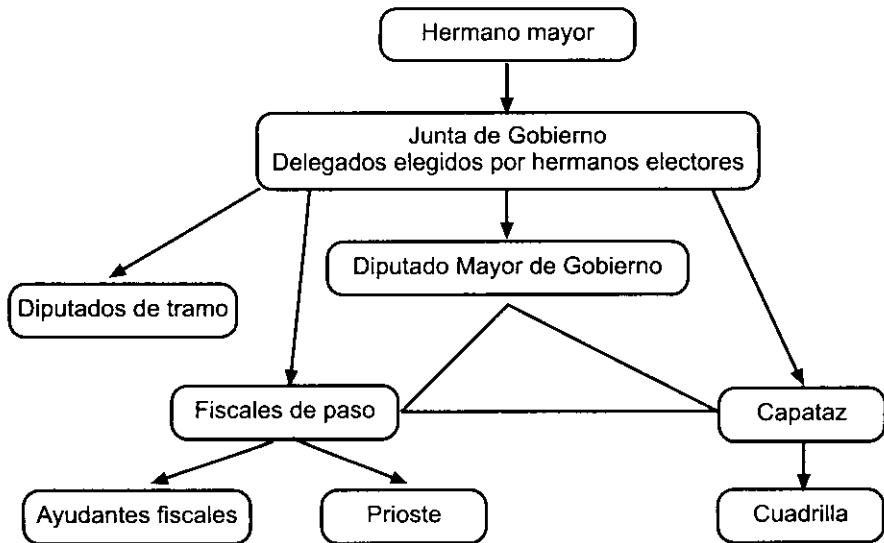 Hermano mayor
Junta de Gobierno
Delegados elegidos por hermanos electores
Diputado Mayor de Gobierno
Diputados de tramo
Fiscales de paso
Capataz
Ayudantes fiscales
Prioste
Cuadrilla